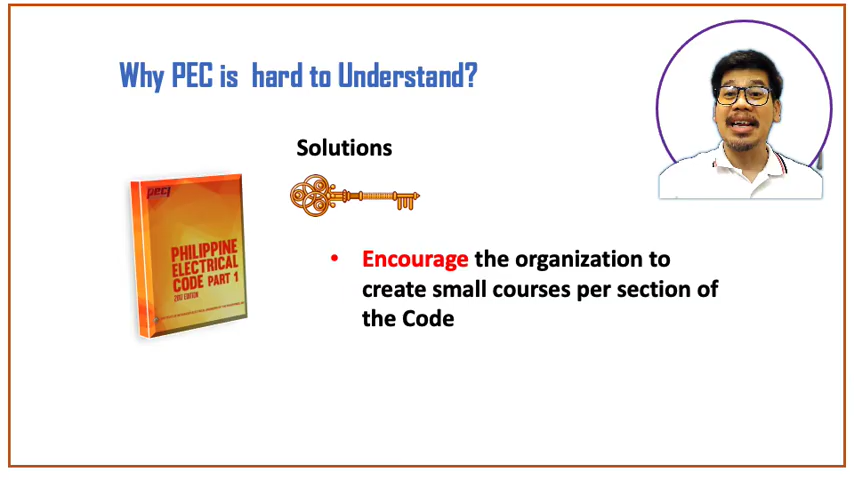 Why PEC is hard to Understand?
Solutions
pec1
PHILIPPINE
ELECTRICAL
CODE PART 1
2017 EDITION
• Encourage the organization to
create small courses per section of
the Code